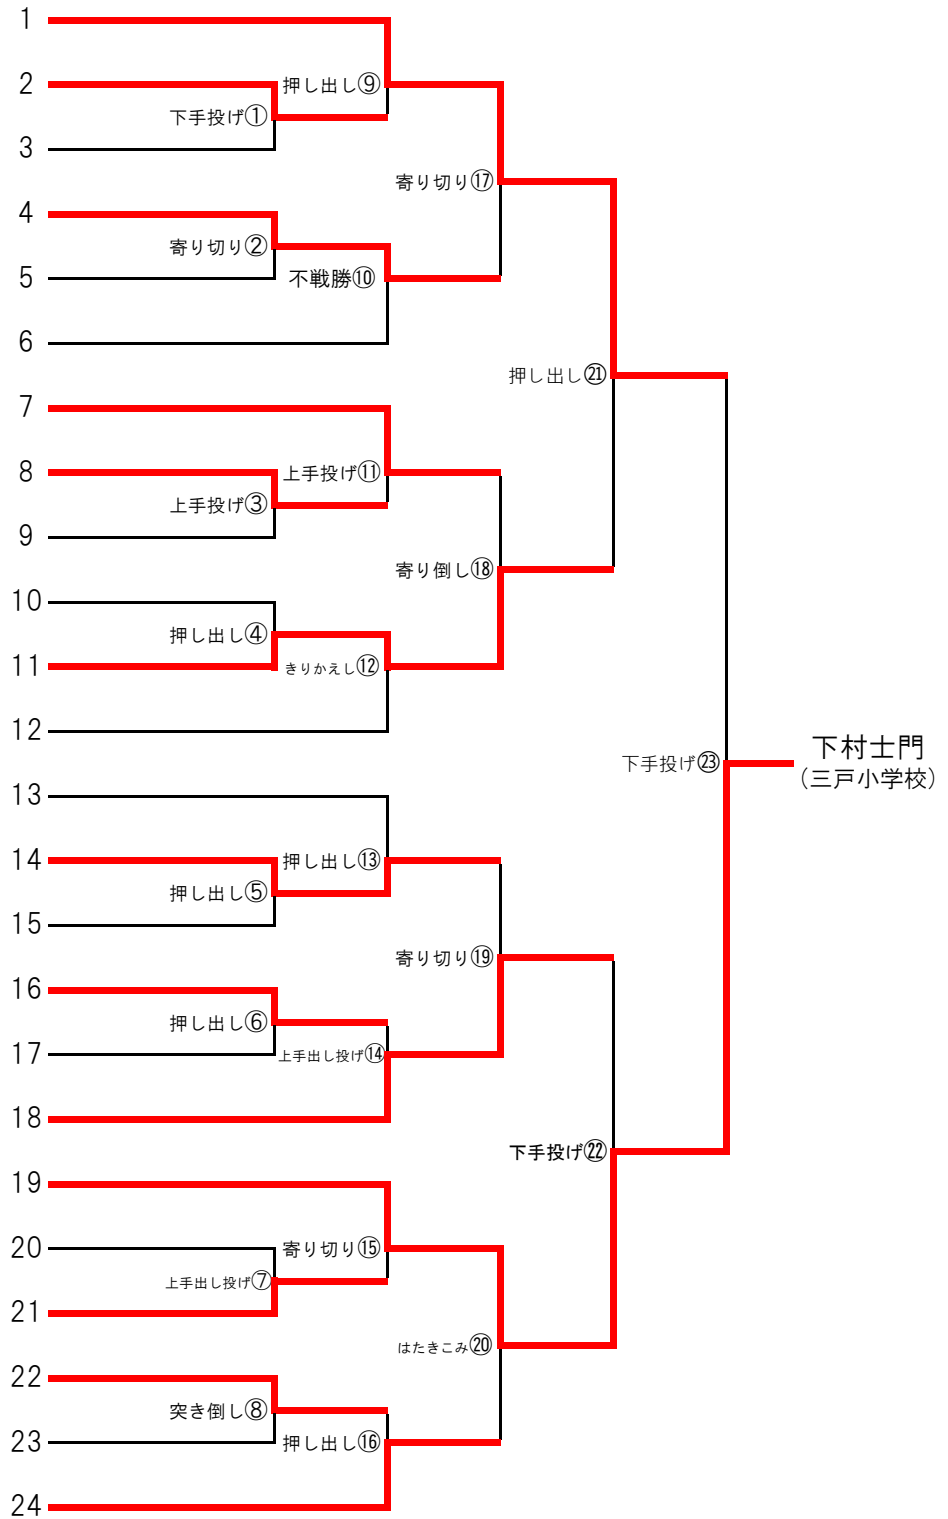 1
2
押し出し⑨
下手投げ①
3
寄り切り⑰
4
寄り切り②
5
不戦勝⑩
6
押し出し㉑
7
8
上手投げ⑪
上手投げ③
9
寄り倒し⑱
10
押し出し④
11
きりかえし⑫
12
下手投げ㉓
下村士門
(三戸小学校)
13
14
押し出し⑬
押し出し⑤
15
寄り切り⑲
16
押し出し⑥
17
上手出し投げ⑭
18
下手投げ㉒
19
20
寄り切り⑮
上手出し投げ⑦
21
はたきこみ⑳
22
突き倒し⑧
23
押し出し⑯
24